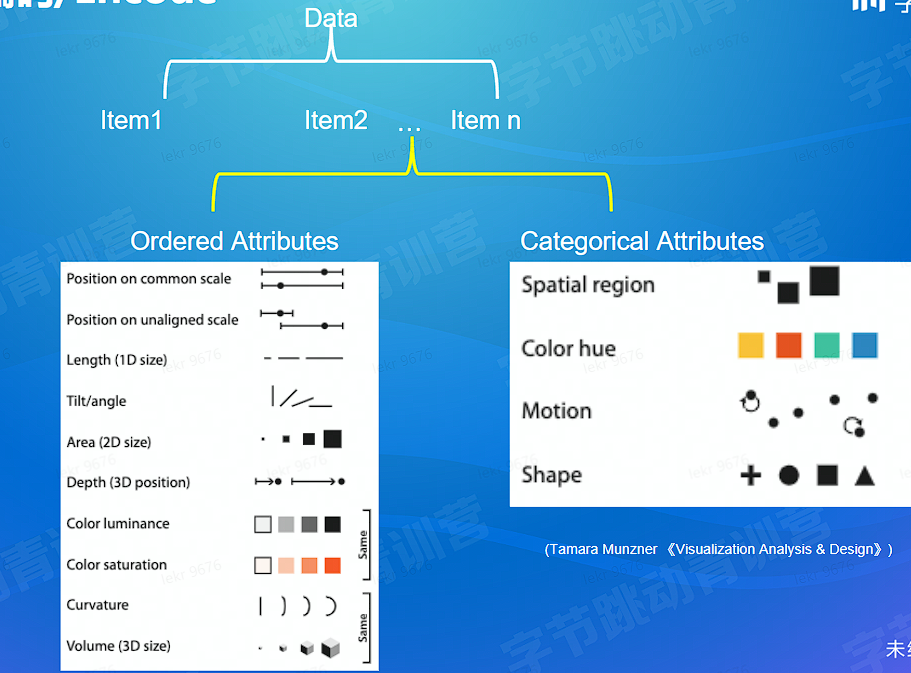 Encode
Data
Item1 Item2 ... Item n
Ordered Attributes
Position on common scale
Position on unaligned scale
Length (1D size)
Tilt/angle
Area (2D size)
Depth (3D position)
Color luminance
Color saturation
Same
Curvature
Volume (3D size)
Same
Categorical Attributes
Spatial region
Color hue
Motion
Shape
(Tamara Munzner 《Visualization Analysis & Design》)
字节跳动青训营
lekr 9676